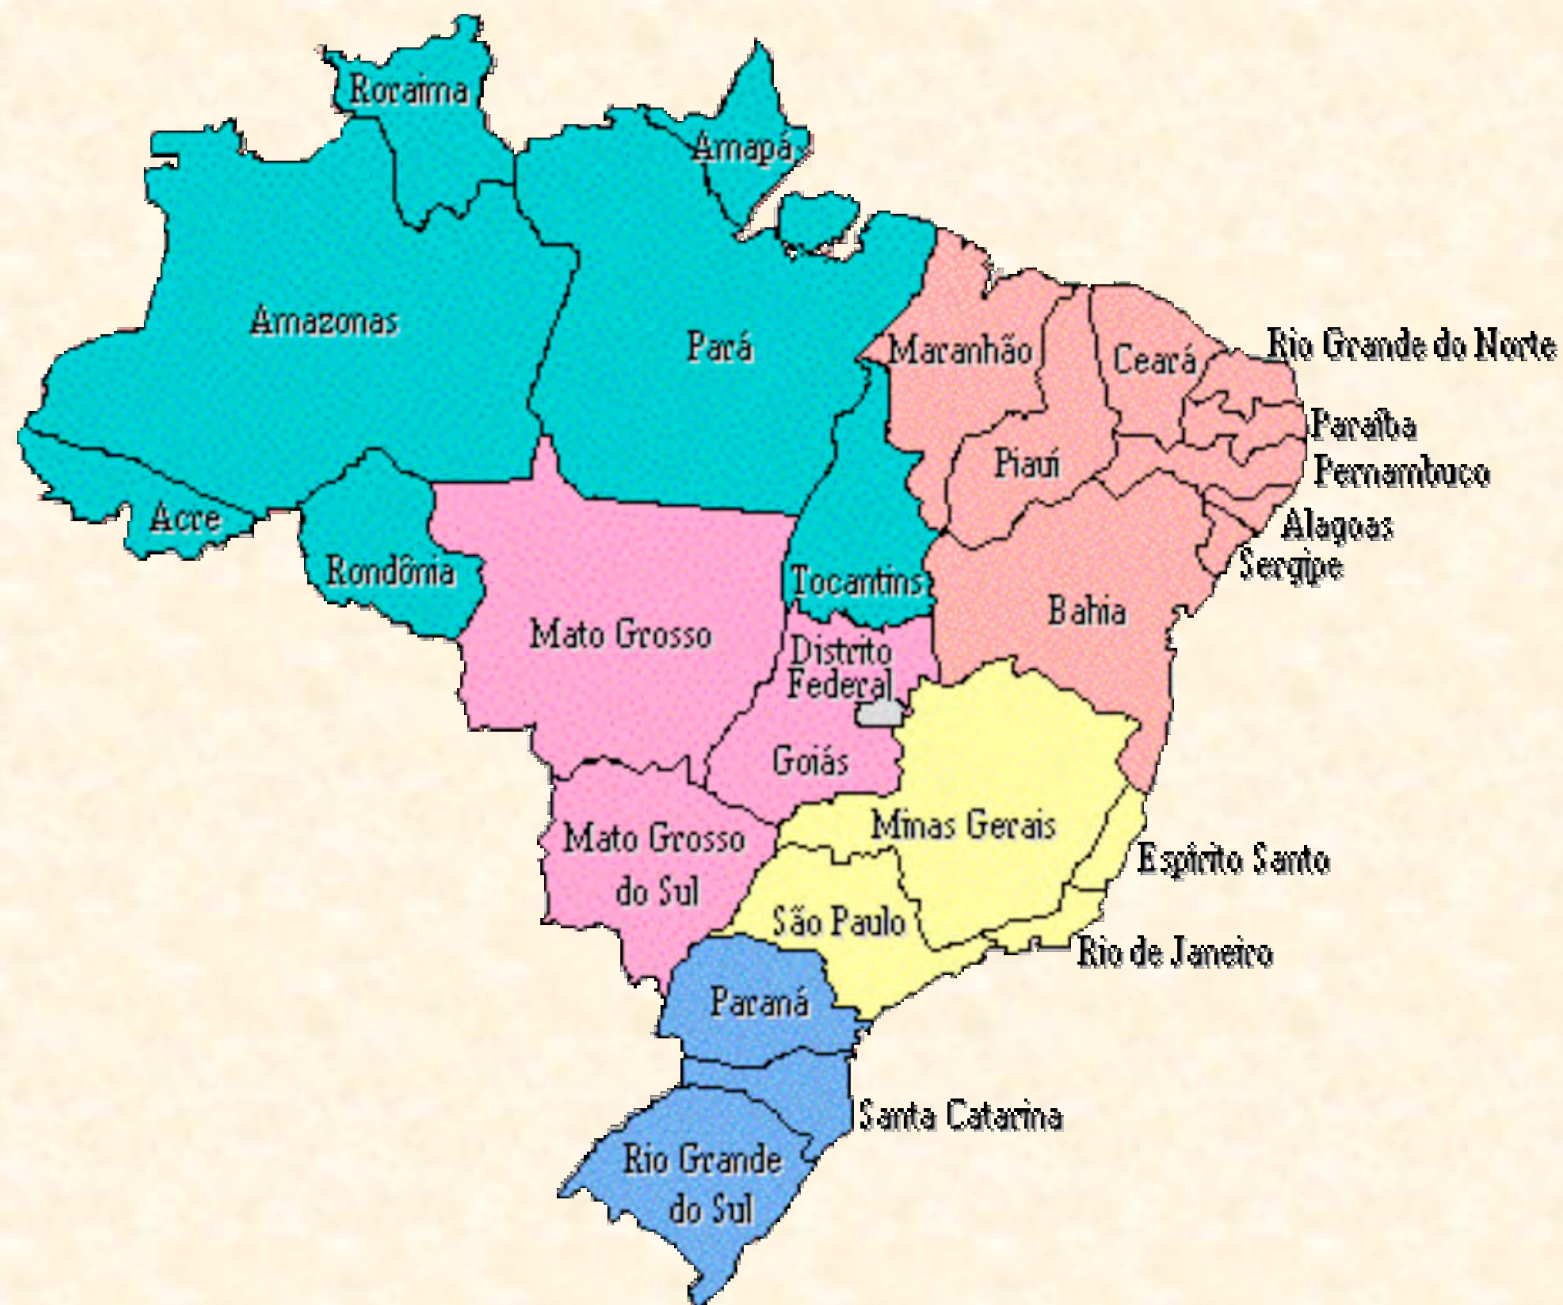 Roraima
Amapá
Amazonas
Pará
Maranhão
Ceará
Rio Grande do Norte
Paraíba
Piauí
Pernambuco
Acre
Alagoas
Rondônia
Tocantins
Sergipe
Bahia
Mato Grosso
Distrito
Federal
Goiás
Mato Grosso
do Sul
Minas Gerais
Espírito Santo
São Paulo
Rio de Janeiro
Paraná
Santa Catarina
Rio Grande
do Sul